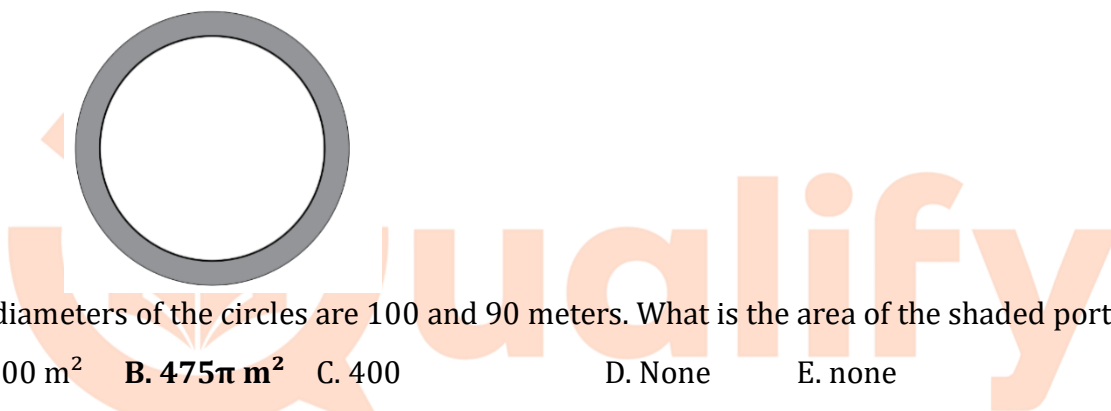 ualify
diameters of the circles are 100 and 90 meters. What is the area of the shaded port
00 m² B. 475π m² C. 400 D. None E. none